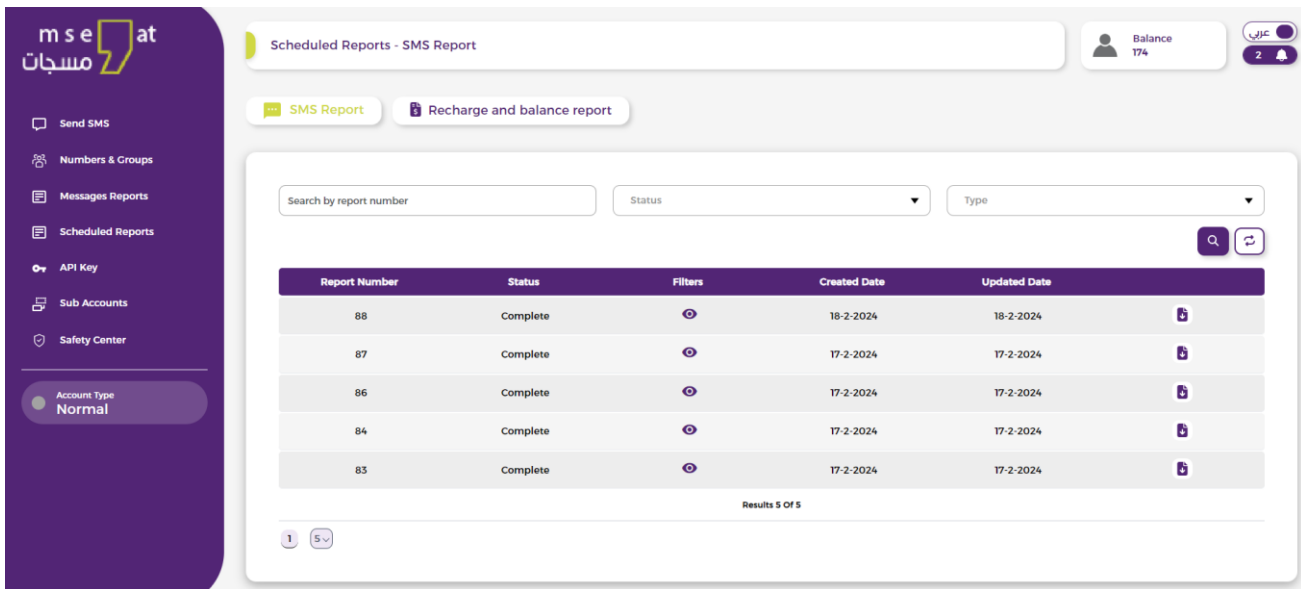 mse at
مسجات
Send SMS
Numbers & Groups
Messages Reports
Scheduled Reports
API Key
Sub Accounts
Safety Center
Account Type
Normal
Scheduled Reports - SMS Report
Balance
174
عربي
2
SMS Report
Recharge and balance report
Search by report number
Status
Type
Report Number Status Filters Created Date Updated Date
88 Complete 18-2-2024 18-2-2024
87 Complete 17-2-2024 17-2-2024
86 Complete 17-2-2024 17-2-2024
84 Complete 17-2-2024 17-2-2024
83 Complete 17-2-2024 17-2-2024
Results 5 Of 5
1 5